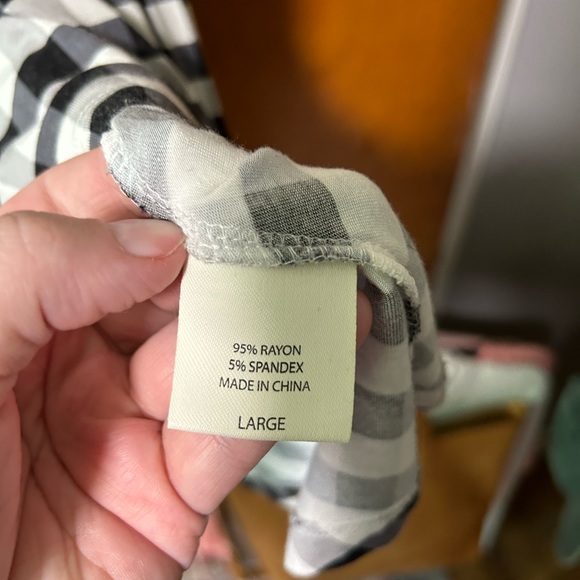 95% RAYON
5% SPANDEX
MADE IN CHINA
LARGE